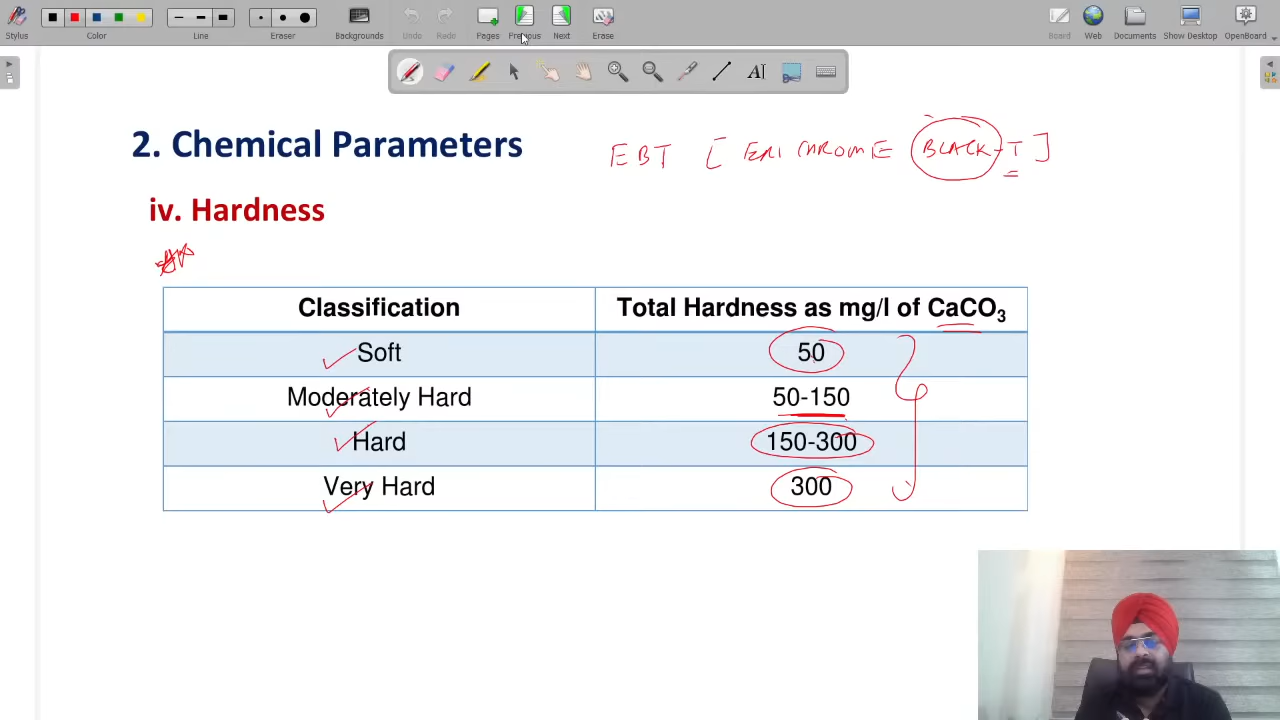 Stylus Color Line Eraser Backgrounds Undo Redo Pages Previous Next Erase Board Web Documents Show Desktop OpenBoard
2. Chemical Parameters
EBT [ ERI CHROME BLACK-T ]
iv. Hardness
Classification Total Hardness as mg/l of CaCO₃
Soft 50
Moderately Hard 50-150
Hard 150-300
Very Hard 300